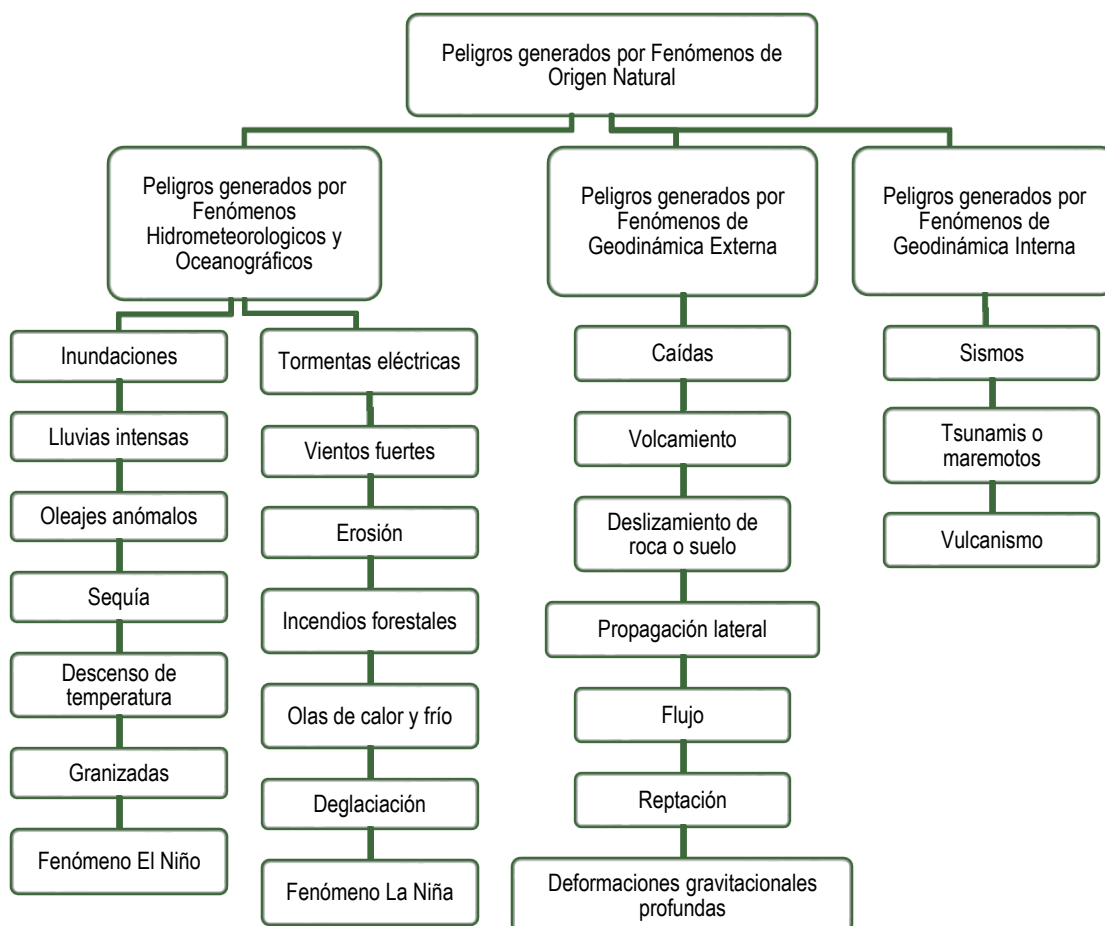 Peligros generados por Fenómenos de
Origen Natural
Peligros generados por
Fenómenos
Hidrometeorologicos y
Oceanográficos
Inundaciones
Lluvias intensas
Oleajes anómalos
Sequía
Descenso de
temperatura
Granizadas
Fenómeno El Niño
Tormentas eléctricas
Vientos fuertes
Erosión
Incendios forestales
Olas de calor y frío
Deglaciación
Fenómeno La Niña
Peligros generados por
Fenómenos de
Geodinámica Externa
Caídas
Volcamiento
Deslizamiento de
roca o suelo
Propagación lateral
Flujo
Reptación
Deformaciones gravitacionales
profundas
Peligros generados por
Fenómenos de
Geodinámica Interna
Sismos
Tsunamis o
maremotos
Vulcanismo